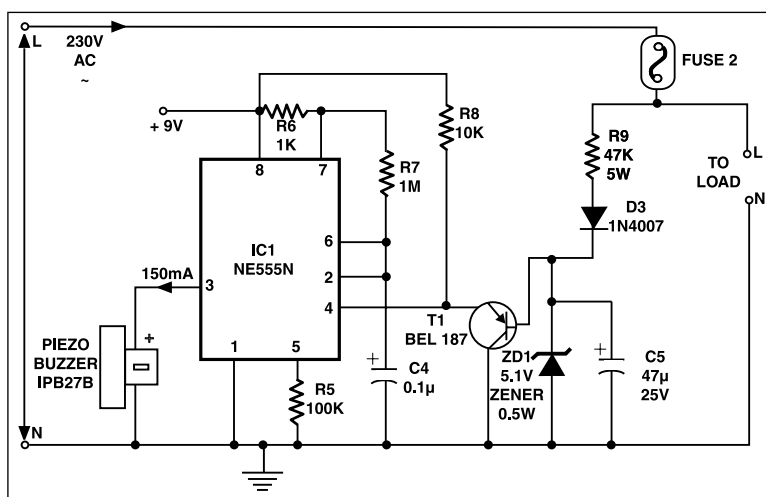 L
230V
AC
~
FUSE 2
+ 9V
R6
1K
8
7
R8
10K
R7
1M
R9
47K
5W
TO
LOAD
L
N
D3
1N4007
IC1
NE555N
6
2
4
3
150mA
1
5
PIEZO
BUZZER
IPB27B
+
R5
100K
+
C4
0.1µ
T1
BEL 187
ZD1
5.1V
ZENER
0.5W
+
C5
47µ
25V
N